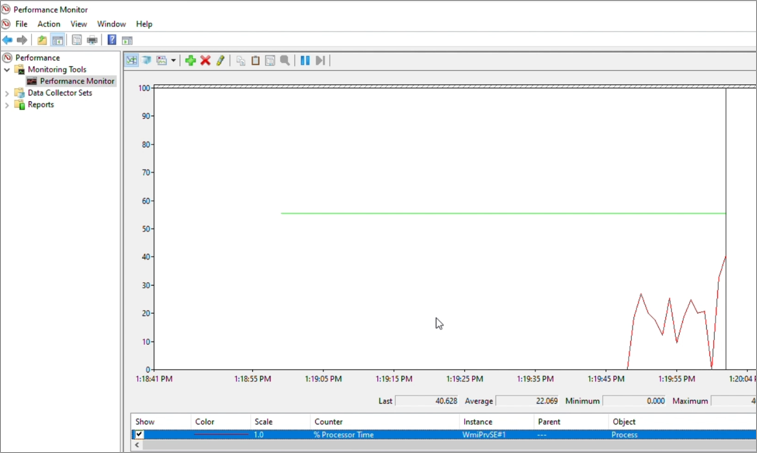 Performance Monitor
File Action View Window Help
Performance
Monitoring Tools
Performance Monitor
Data Collector Sets
Reports
100
90
80
70
60
50
40
30
20
10
0
1:18:41 PM 1:18:55 PM 1:19:05 PM 1:19:15 PM 1:19:25 PM 1:19:35 PM 1:19:45 PM 1:19:55 PM 1:20:04
Last 40.628 Average 22.069 Minimum 0.000 Maximum
Show Color Scale Counter Instance Parent Object
1.0 % Processor Time WmiPrvSE#1 --- Process